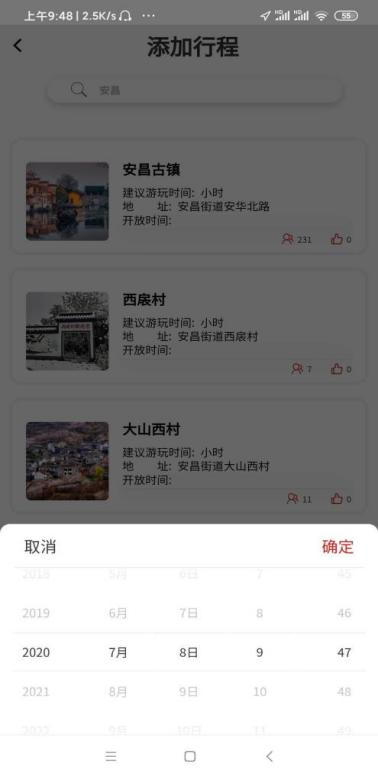 上午9:48 | 2.5K/s ... HD HD 55
添加行程
安昌
安昌古镇
建议游玩时间: 小时
地 址: 安昌街道安华北路
开放时间:
231 0
西扆村
建议游玩时间: 小时
地 址: 安昌街道西扆村
开放时间:
7 0
大山西村
建议游玩时间: 小时
地 址: 安昌街道大山西村
开放时间:
11 0
取消 确定
2018 5月 6日 7 45
2019 6月 7日 8 46
2020 7月 8日 9 47
2021 8月 9日 10 48
2022 9月 10日 11 49